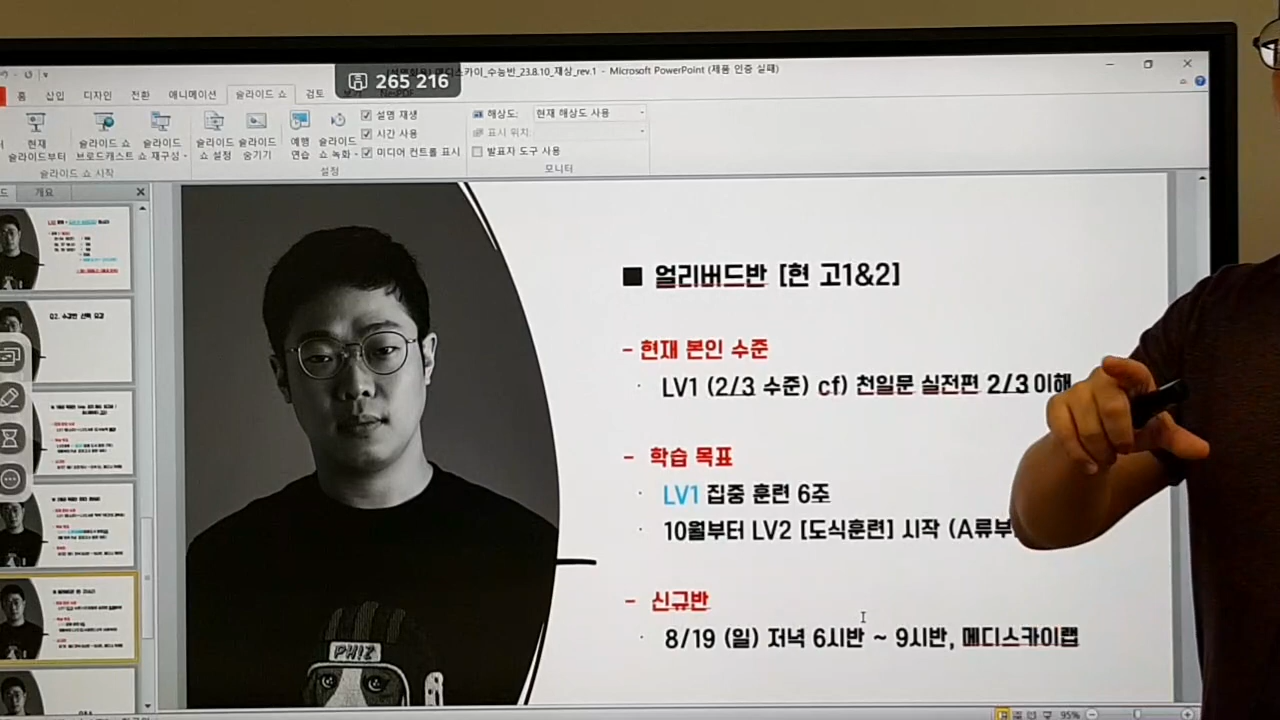 메디스카이_수능반_23.8.10_재상_rev.1 - Microsoft PowerPoint (제품 인증 실패)
265 216
홈 삽입 디자인 전환 애니메이션 슬라이드 쇼 검토
현재 슬라이드부터
슬라이드 쇼 브로드캐스트
슬라이드 쇼 재구성
슬라이드 쇼 설정
슬라이드 숨기기
예행 연습
슬라이드 쇼 녹화
설명 재생
시간 사용
미디어 컨트롤 표시
해상도: 현재 해상도 사용
표시 위치:
발표자 도구 사용
슬라이드 쇼 시작
설정
모니터
개요
■ 얼리버드반 [현 고1&2]
- 현재 본인 수준
· LV1 (2/3 수준) cf) 천일문 실전편 2/3 이해
- 학습 목표
· LV1 집중 훈련 6주
· 10월부터 LV2 [도식훈련] 시작 (A류부
- 신규반
· 8/19 (일) 저녁 6시반 ~ 9시반, 메디스카이랩
PHIZ
95%